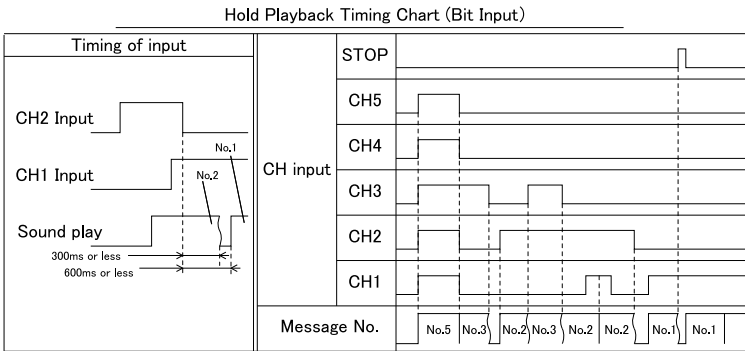 Hold Playback Timing Chart (Bit Input)
Timing of input
CH2 Input
CH1 Input
No.1
No.2
Sound play
300ms or less
600ms or less
CH input
STOP
CH5
CH4
CH3
CH2
CH1
Message No.
No.5 No.3 No.2 No.3 No.2 No.2 No.1 No.1